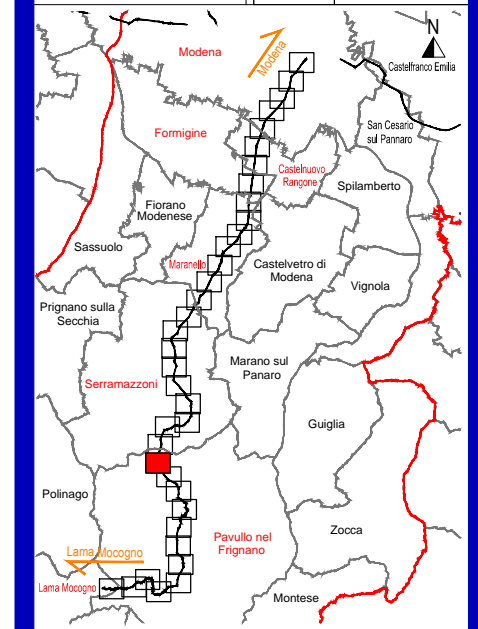 N
Modena
Modena
Castelfranco Emilia
San Cesario
sul Pannaro
Formigine
Castelnuovo
Rangone
Spilamberto
Fiorano
Modenese
Sassuolo
Maranello
Castelvetro di
Modena
Vignola
Prignano sulla
Secchia
Marano sul
Panaro
Serramazzoni
Guiglia
Polinago
Pavullo nel
Frignano
Zocca
Lama Mocogno
Lama Mocogno
Montese